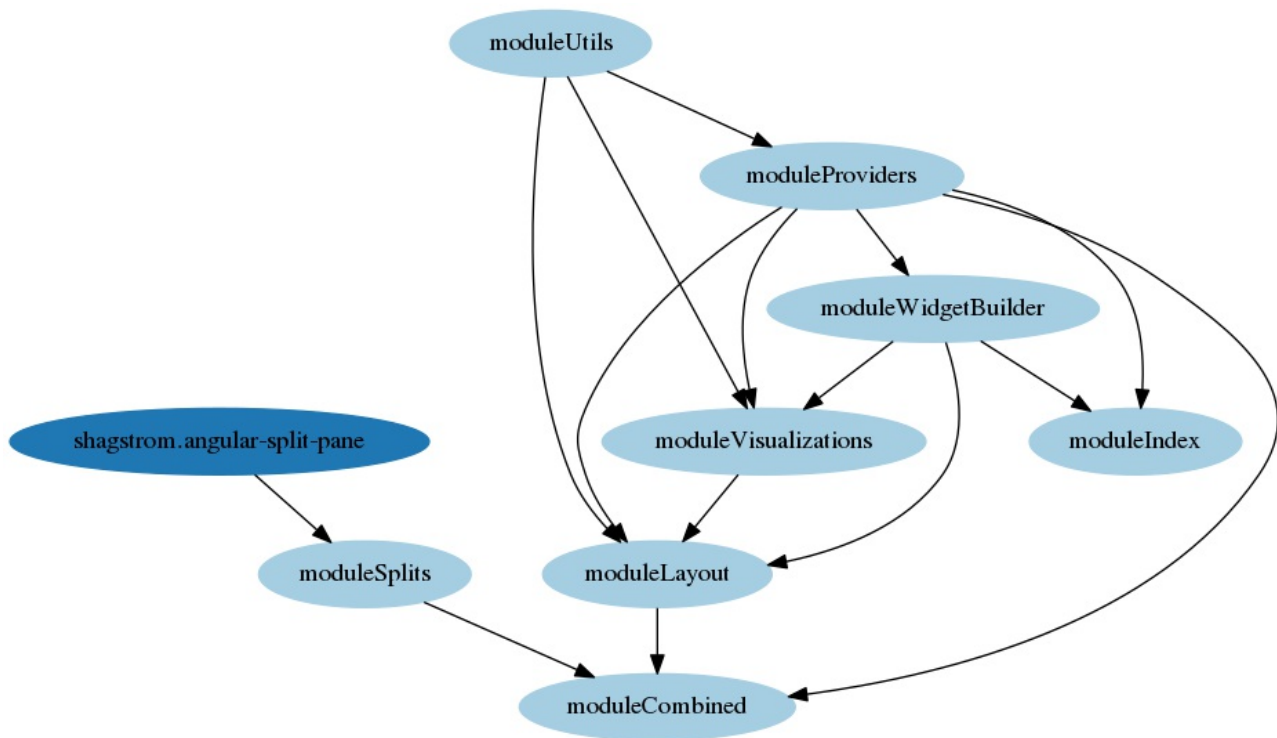 moduleUtils
moduleProviders
moduleWidgetBuilder
shagstrom.angular-split-pane
moduleVisualizations
moduleIndex
moduleSplits
moduleLayout
moduleCombined